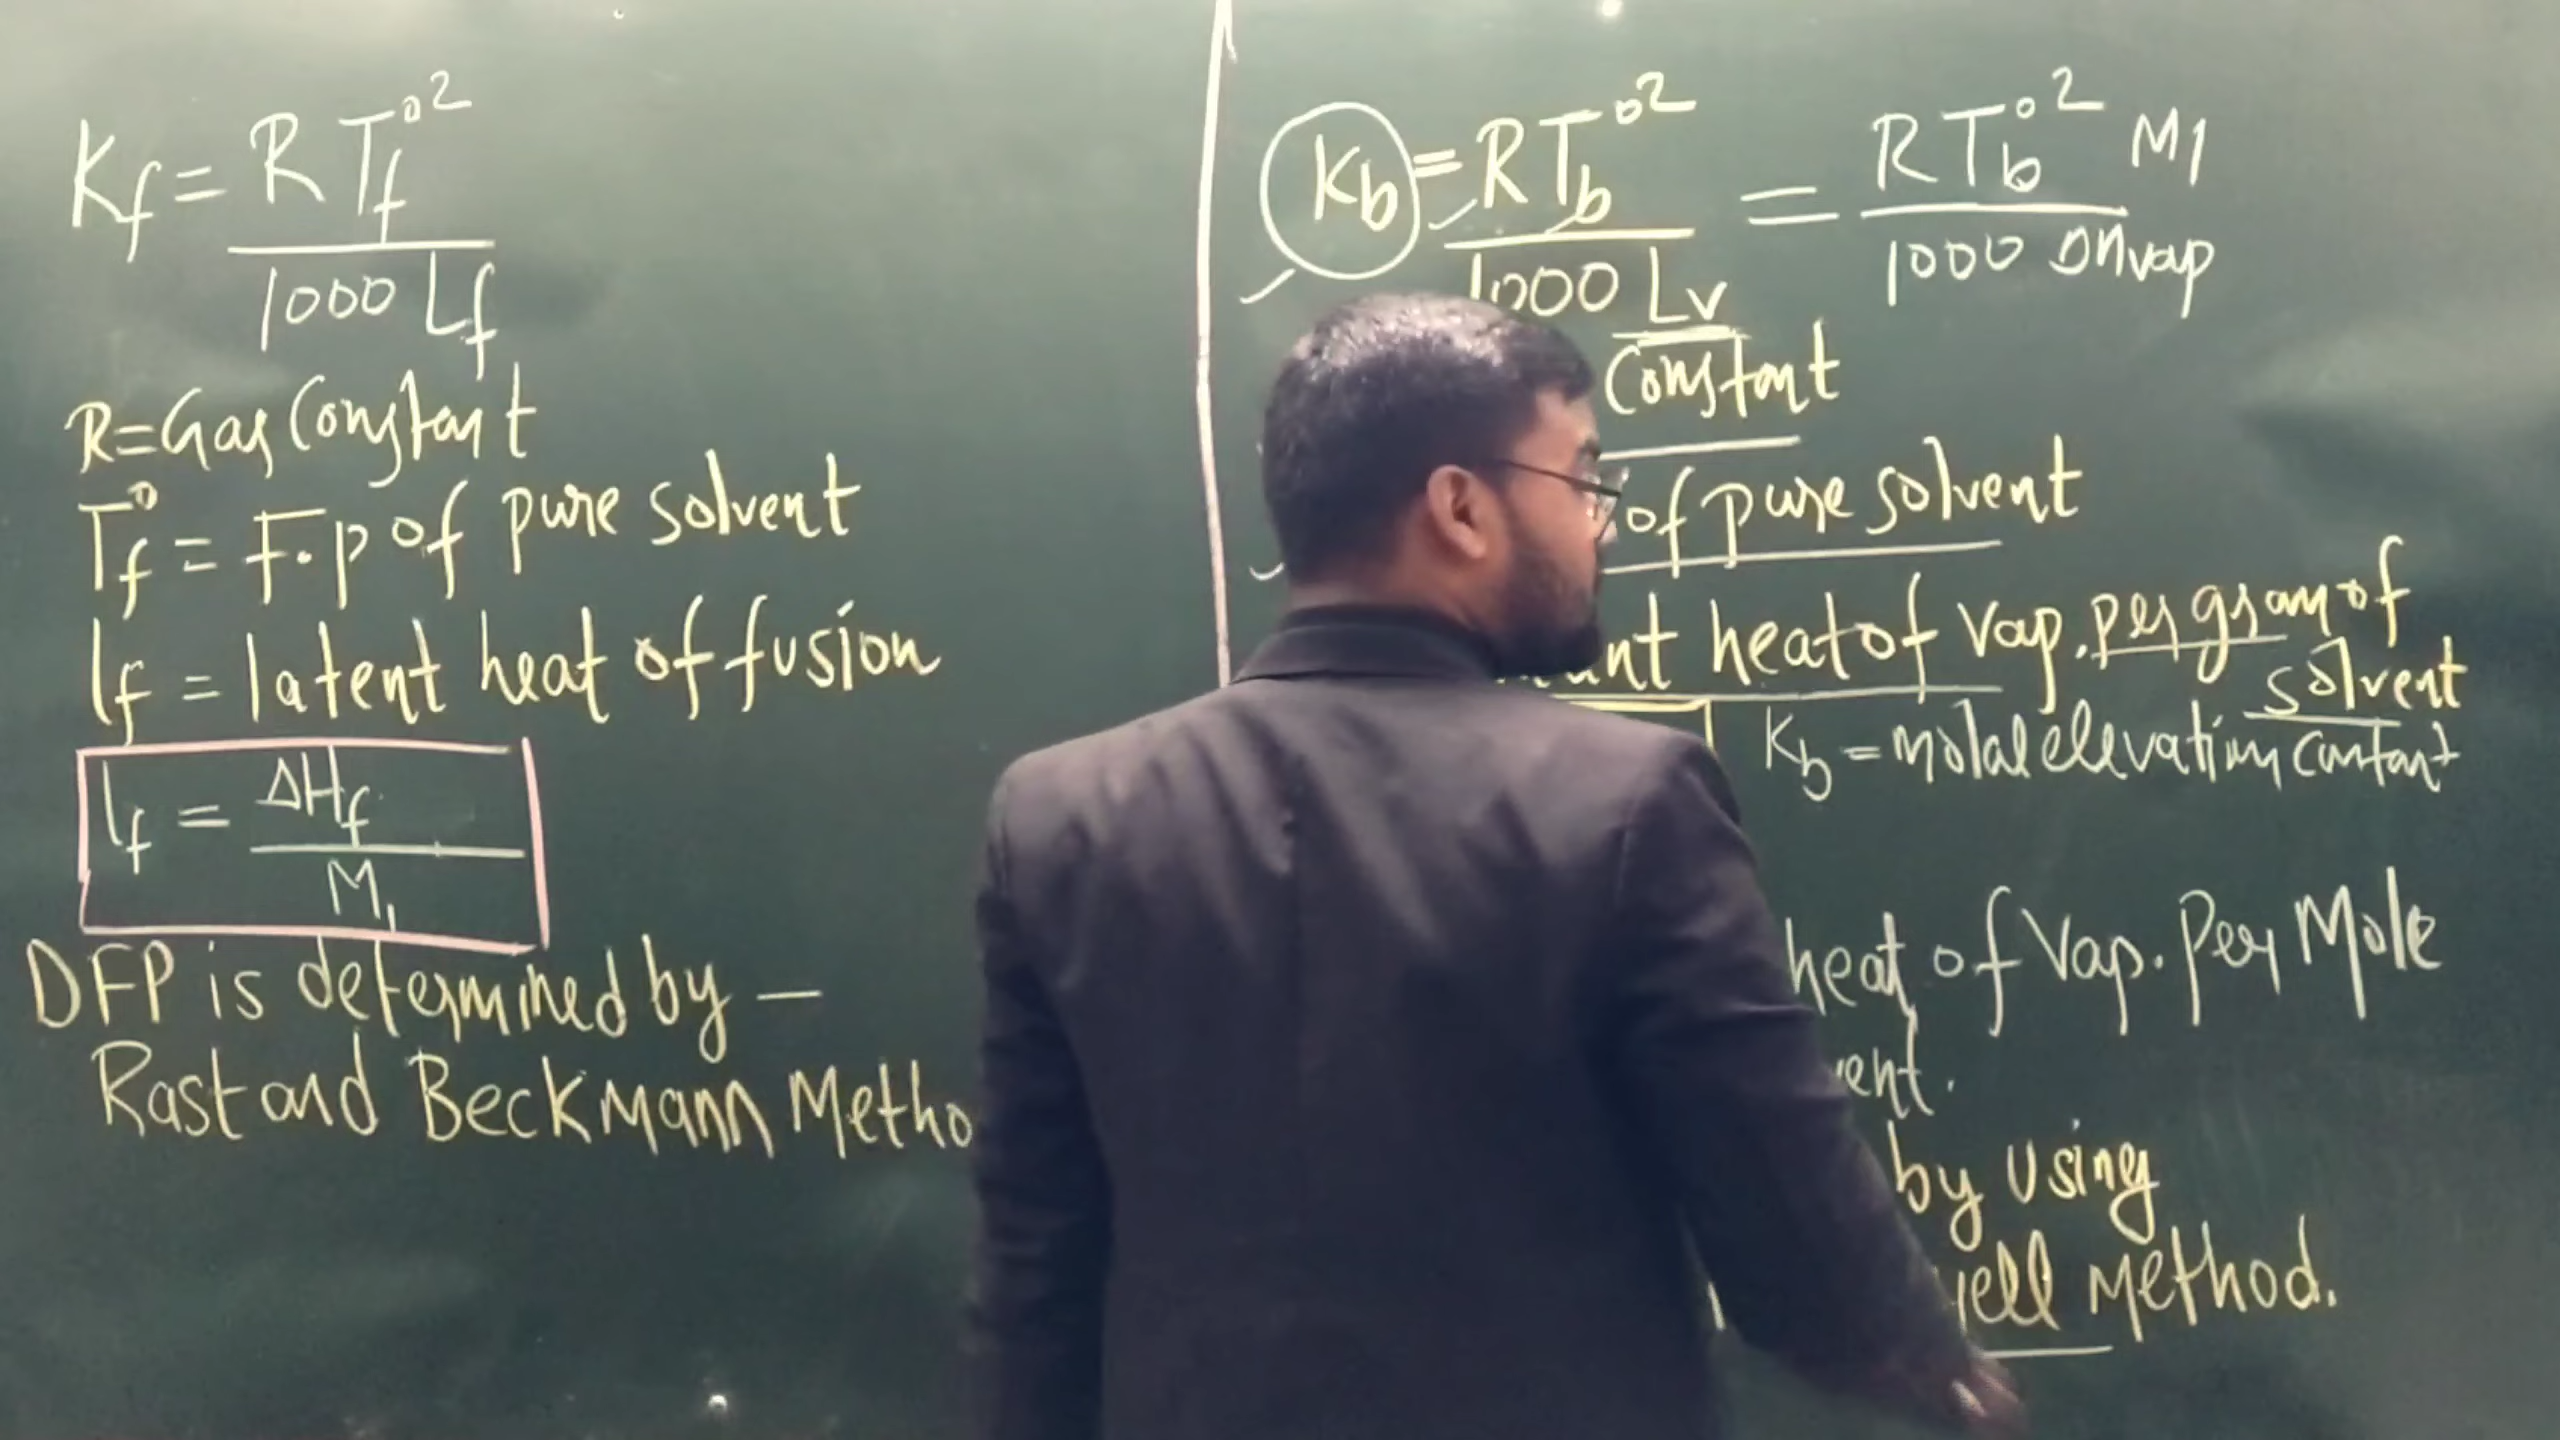 Kf = R Tf°² / 1000 Lf
R = Gas Constant
Tf° = F.p of pure solvent
lf = latent heat of fusion
lf = ΔHf / M1
DFP is determined by –
Rast and Beckmann Metho
Kb = RTb°² / 1000 Lv = RTb°² M1 / 1000 ΔHvap
Constant
of pure solvent
heat of Vap. per gram of
solvent
Kb = molal elevation constant
heat of Vap. Per Mole
by using
method.